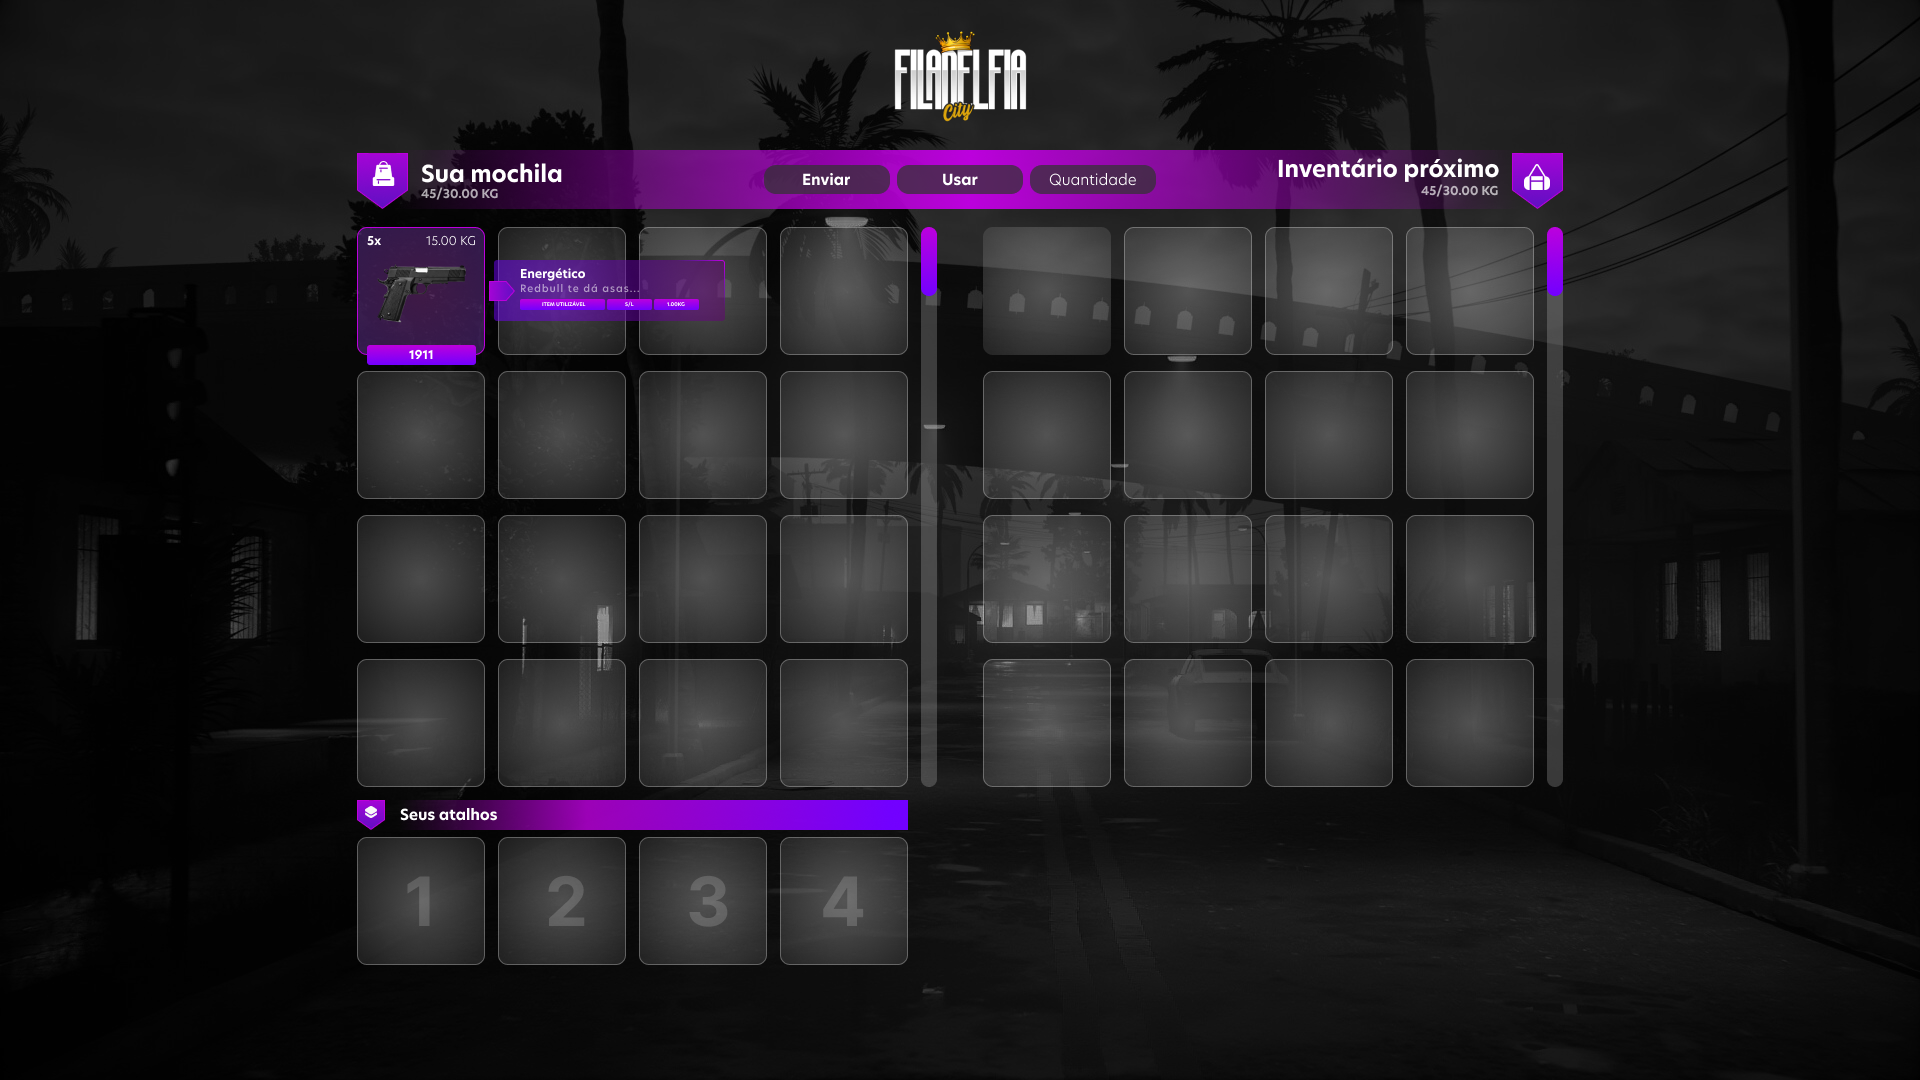 FILADELFIA
City
Sua mochila
45/30.00 KG
Enviar
Usar
Quantidade
Inventário próximo
45/30.00 KG
5x
15.00 KG
1911
Energético
Redbull te dá asas...
ITEM UTILIZÁVEL
S/L
1.00KG
Seus atalhos
1
2
3
4